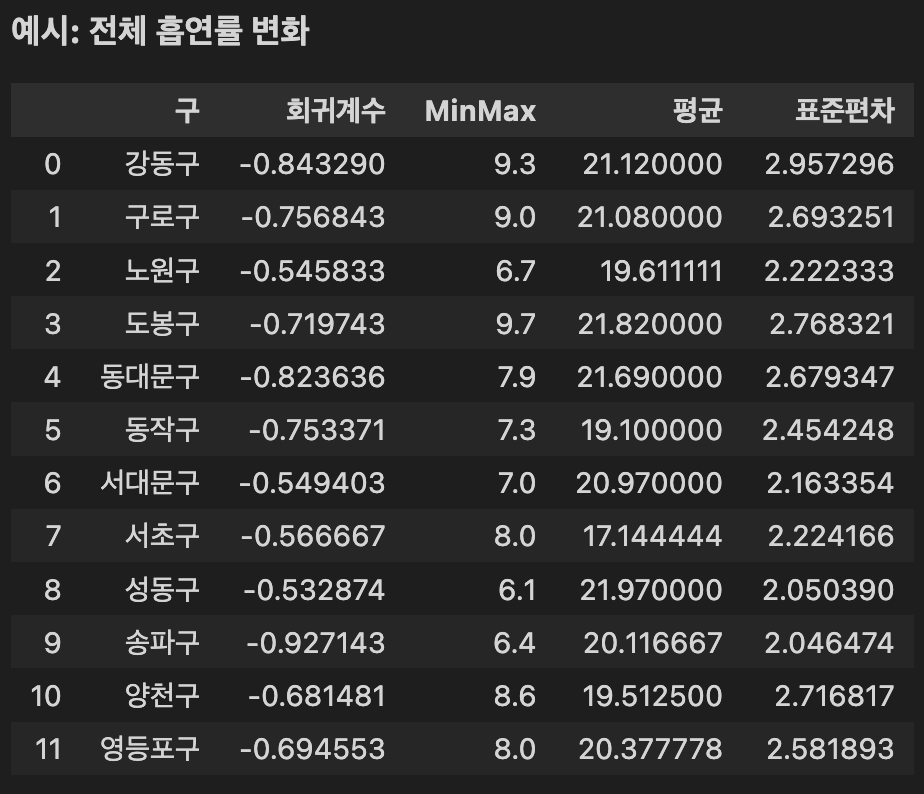 예시: 전체 흡연률 변화
구 회귀계수 MinMax 평균 표준편차
0 강동구 -0.843290 9.3 21.120000 2.957296
1 구로구 -0.756843 9.0 21.080000 2.693251
2 노원구 -0.545833 6.7 19.611111 2.222333
3 도봉구 -0.719743 9.7 21.820000 2.768321
4 동대문구 -0.823636 7.9 21.690000 2.679347
5 동작구 -0.753371 7.3 19.100000 2.454248
6 서대문구 -0.549403 7.0 20.970000 2.163354
7 서초구 -0.566667 8.0 17.144444 2.224166
8 성동구 -0.532874 6.1 21.970000 2.050390
9 송파구 -0.927143 6.4 20.116667 2.046474
10 양천구 -0.681481 8.6 19.512500 2.716817
11 영등포구 -0.694553 8.0 20.377778 2.581893